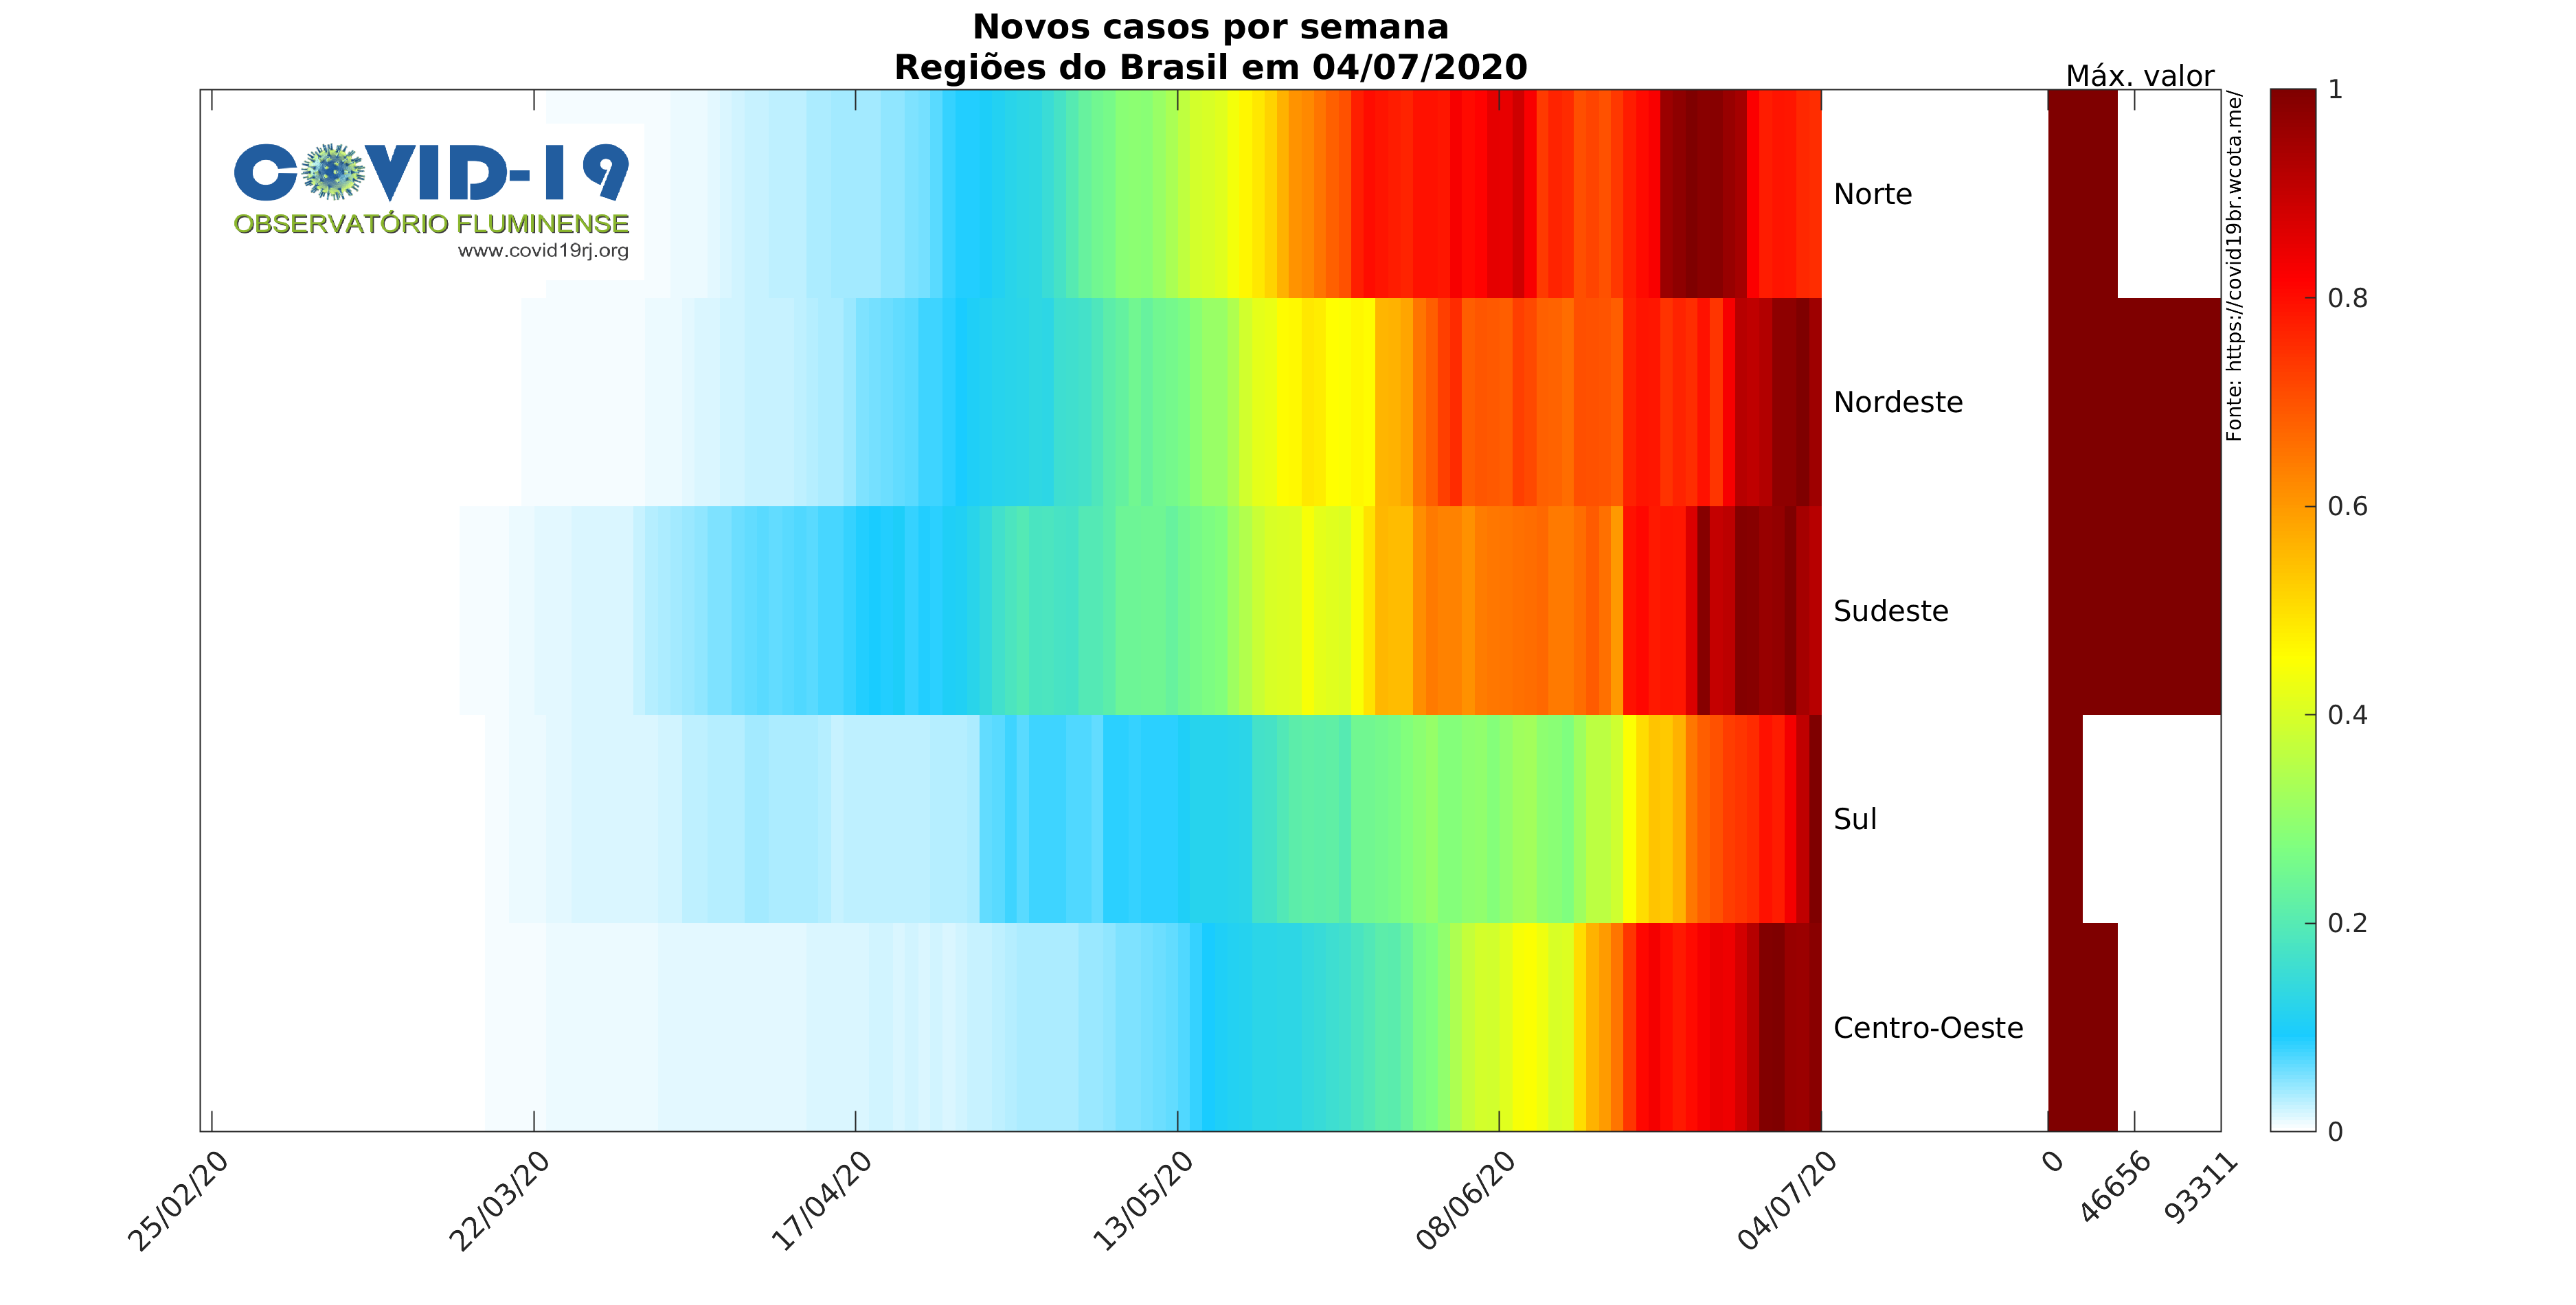 Novos casos por semana
Regiões do Brasil em 04/07/2020
Máx. valor
COVID-19
OBSERVATÓRIO FLUMINENSE
www.covid19rj.org
Norte
Nordeste
Sudeste
Sul
Centro-Oeste
Fonte: https://covid19br.wcota.me/
1
0.8
0.6
0.4
0.2
0
25/02/20
22/03/20
17/04/20
13/05/20
08/06/20
04/07/20
0
46656
93311